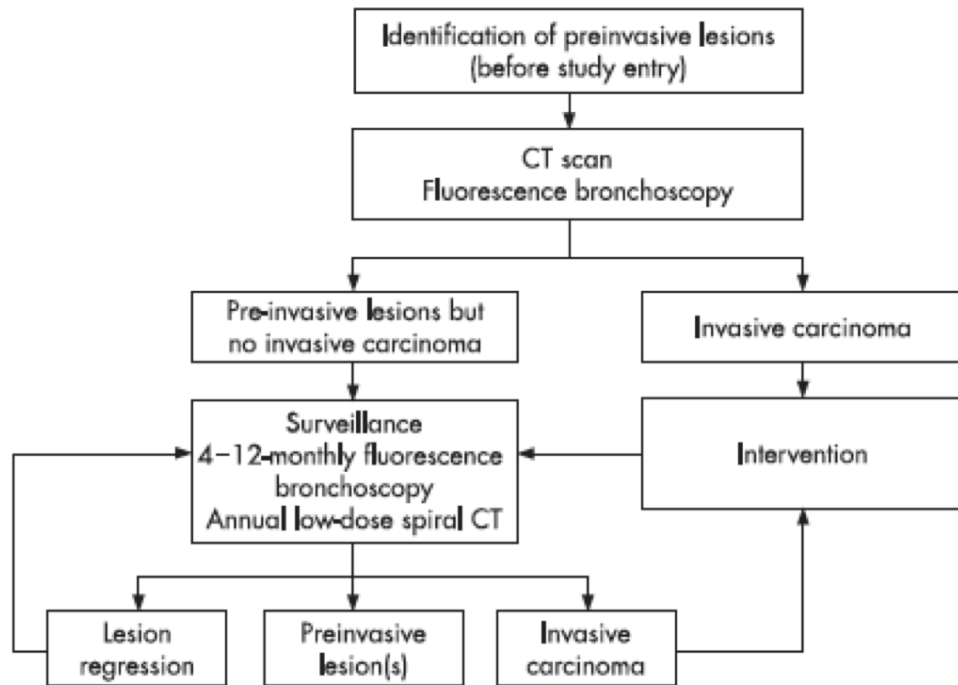 Identification of preinvasive lesions
(before study entry)
CT scan
Fluorescence bronchoscopy
Pre-invasive lesions but
no invasive carcinoma
Invasive carcinoma
Surveillance
4–12-monthly fluorescence
bronchoscopy
Annual low-dose spiral CT
Intervention
Lesion
regression
Preinvasive
lesion(s)
Invasive
carcinoma